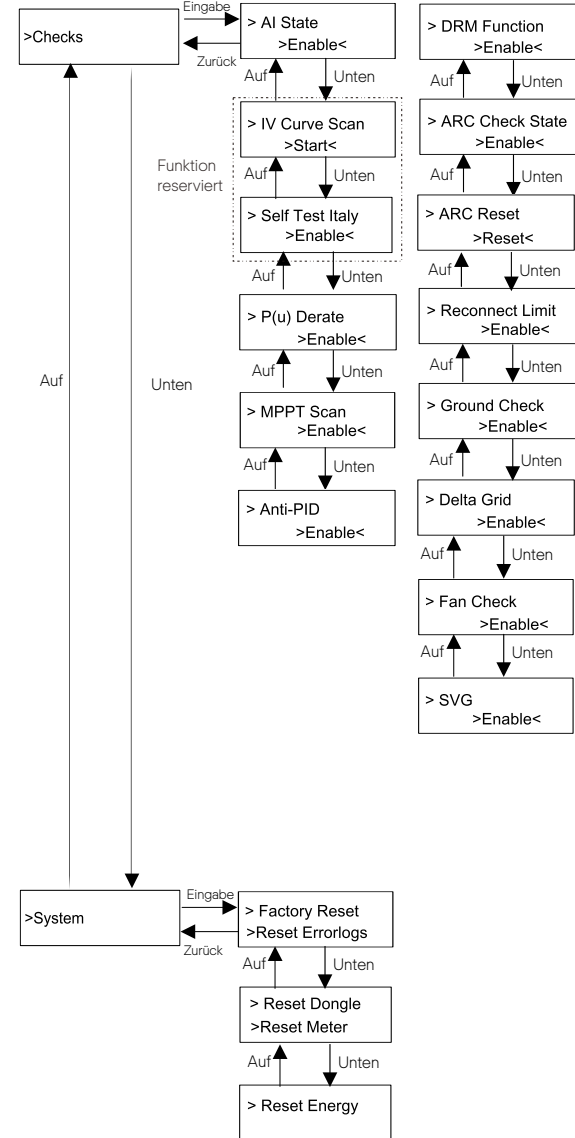 >Checks
Eingabe
Zurück
> AI State
>Enable<
Auf
Unten
Funktion
reserviert
> IV Curve Scan
>Start<
Auf
Unten
> Self Test Italy
>Enable<
Auf
Unten
> P(u) Derate
>Enable<
Auf
Unten
> MPPT Scan
>Enable<
Auf
Unten
> Anti-PID
>Enable<
> DRM Function
>Enable<
Auf
Unten
> ARC Check State
>Enable<
Auf
Unten
> ARC Reset
>Reset<
Auf
Unten
> Reconnect Limit
>Enable<
Auf
Unten
> Ground Check
>Enable<
Auf
Unten
> Delta Grid
>Enable<
Auf
Unten
> Fan Check
>Enable<
Auf
Unten
> SVG
>Enable<
Auf
Unten
>System
Eingabe
Zurück
> Factory Reset
>Reset Errorlogs
Auf
Unten
> Reset Dongle
>Reset Meter
Auf
Unten
> Reset Energy